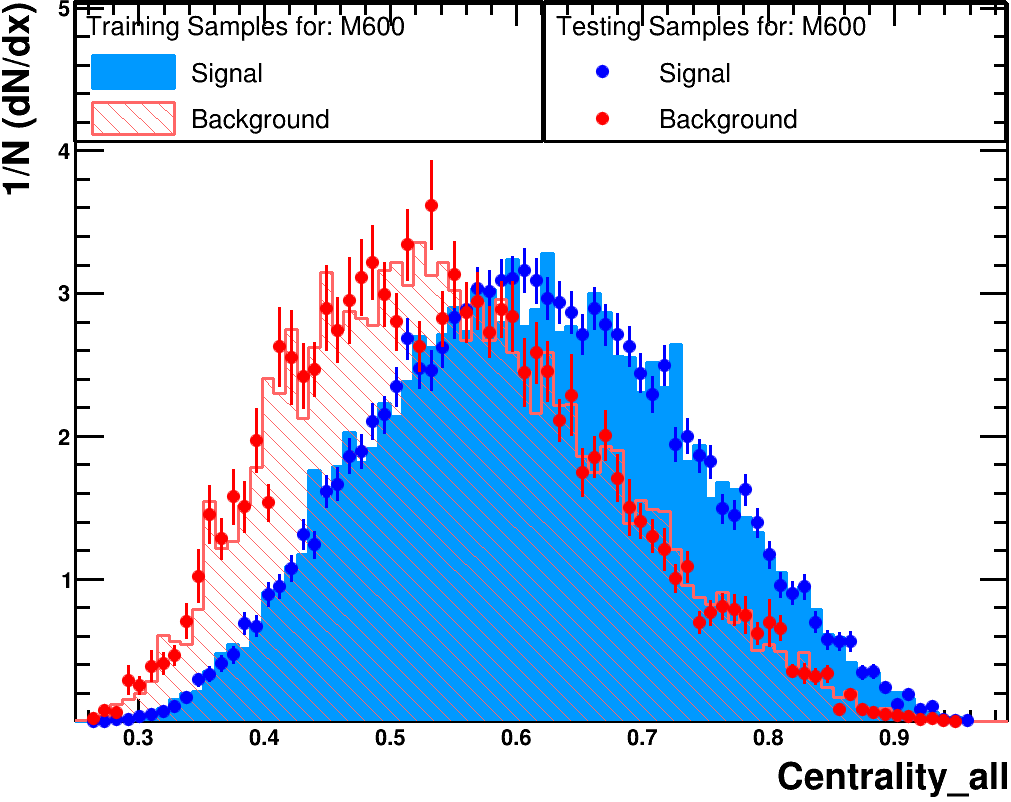 5
1/N (dN/dx)
Training Samples for: M600
Signal
Background
Testing Samples for: M600
Signal
Background
4
3
2
1
0.3 0.4 0.5 0.6 0.7 0.8 0.9
Centrality_all